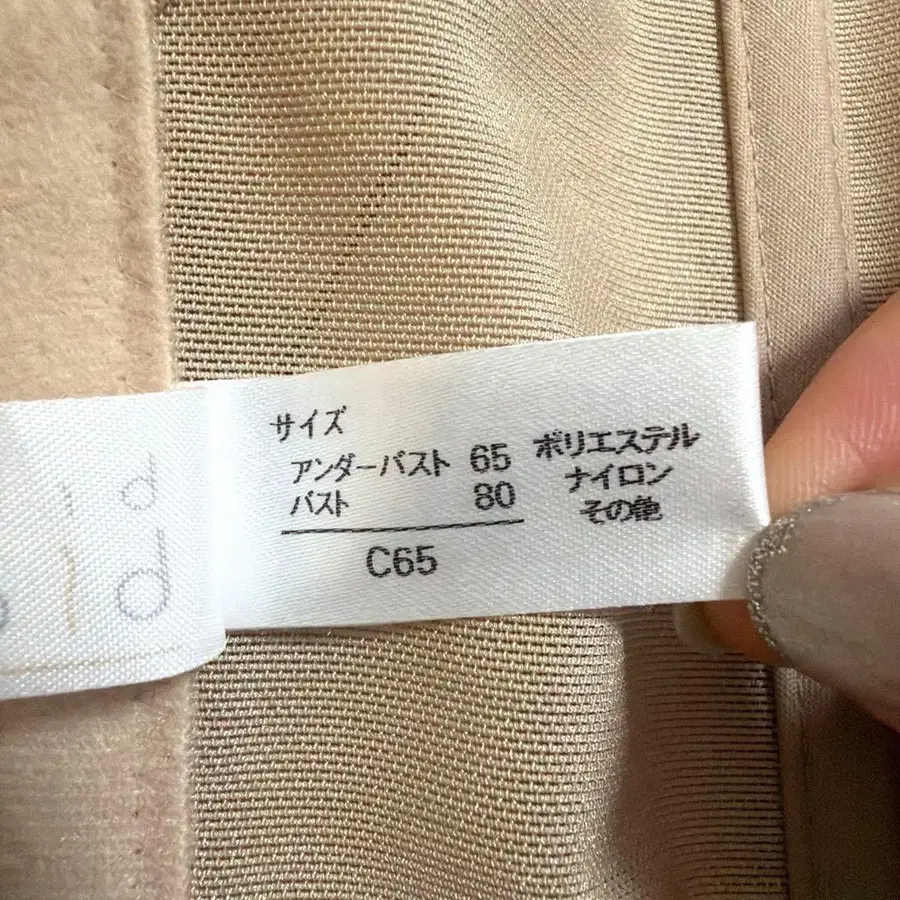 サイズ
アンダーバスト 65
バスト 80
C65
ポリエステル
ナイロン
その他